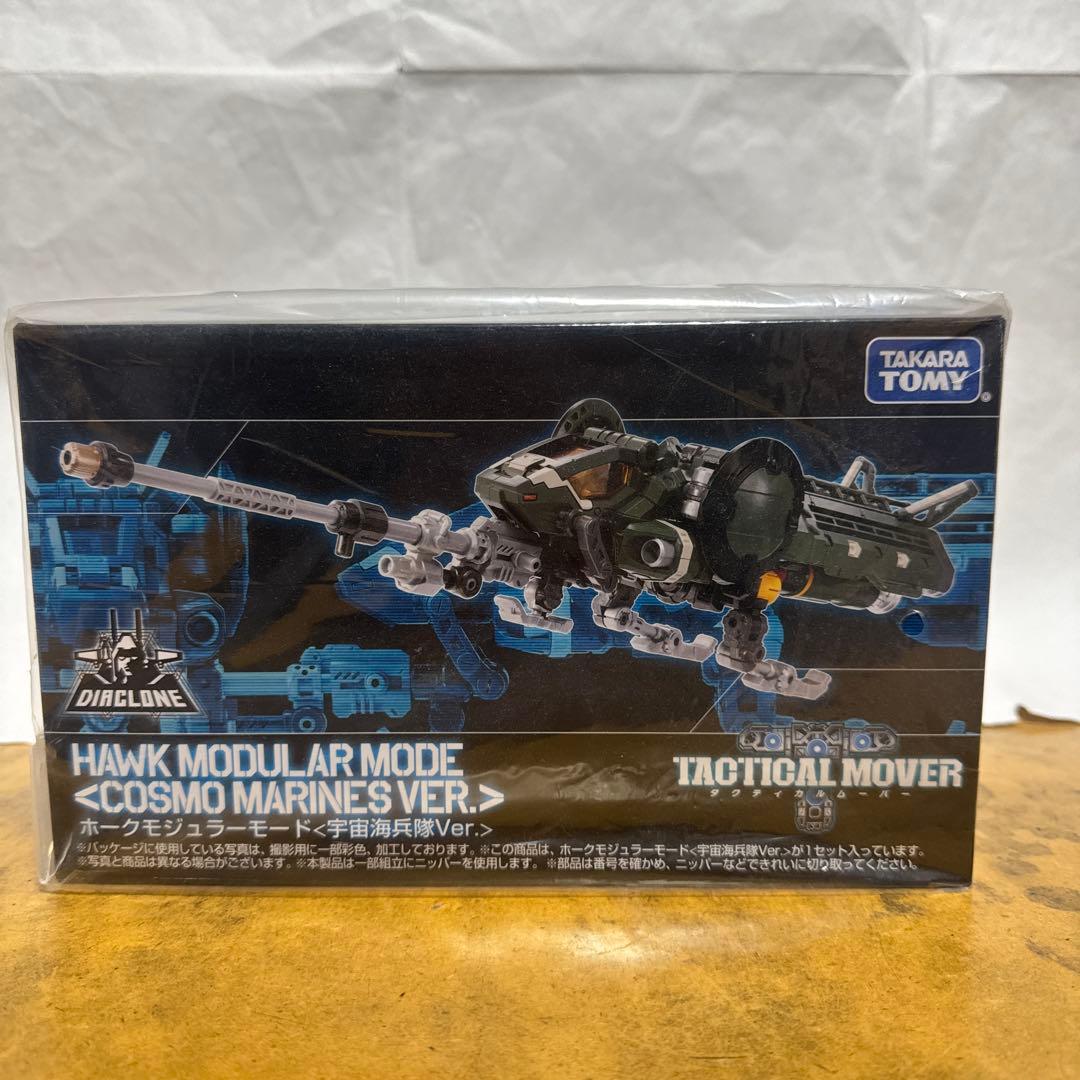 TAKARA
TOMY
DIACLONE
HAWK MODULAR MODE
<COSMO MARINES VER.>
ホークモジュラーモード<宇宙海兵隊Ver.>
TACTICAL MOVER
タクティカルムーバー
※パッケージに使用している写真は、撮影用に一部彩色、加工しております。※この商品は、ホークモジュラーモード<宇宙海兵隊Ver.>が1セット入っています。
※写真と商品は異なる場合がございます。※本製品は一部組立にニッパーを使用します。 ※部品は番号を確かめ、ニッパーなどできれいに切り取ってください。